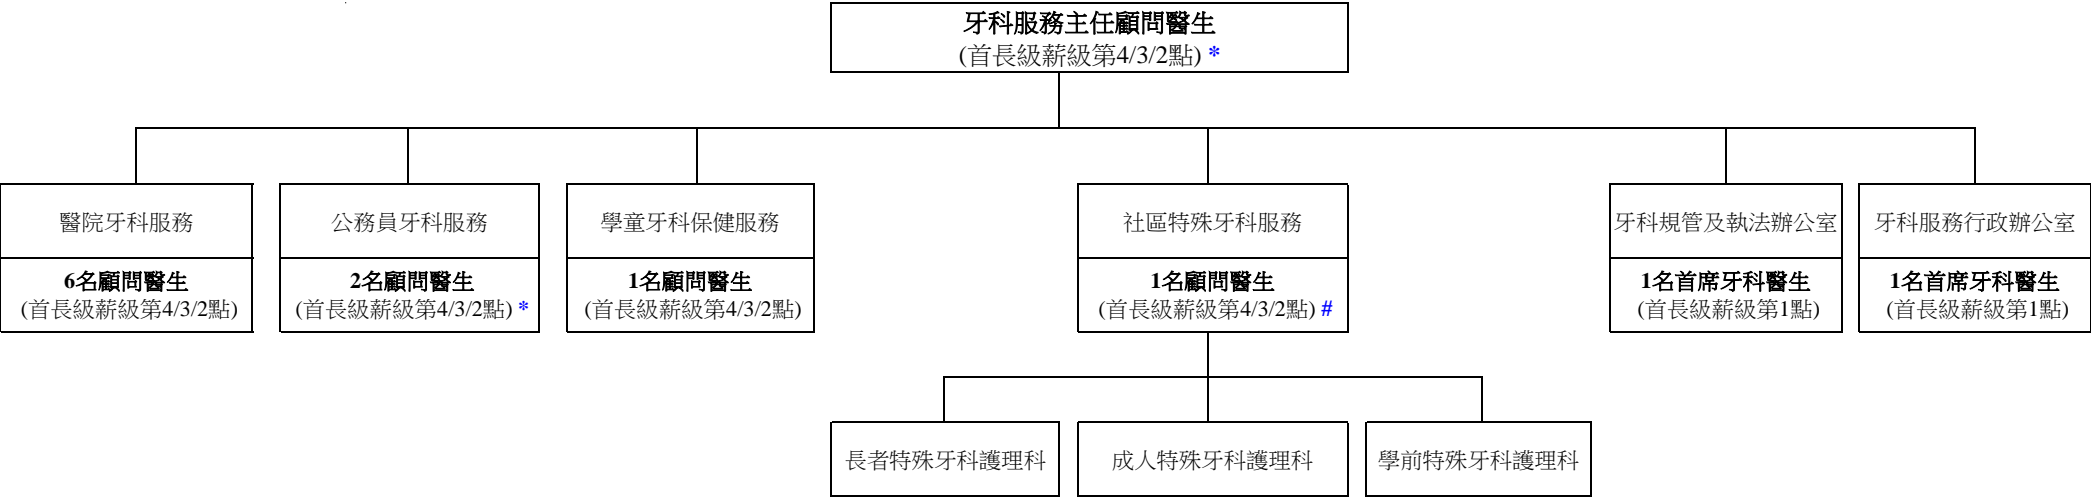 牙科服務主任顧問醫生
(首長級薪級第4/3/2點) *
醫院牙科服務
6名顧問醫生
(首長級薪級第4/3/2點)
公務員牙科服務
2名顧問醫生
(首長級薪級第4/3/2點) *
學童牙科保健服務
1名顧問醫生
(首長級薪級第4/3/2點)
社區特殊牙科服務
1名顧問醫生
(首長級薪級第4/3/2點) #
牙科規管及執法辦公室
1名首席牙科醫生
(首長級薪級第1點)
牙科服務行政辦公室
1名首席牙科醫生
(首長級薪級第1點)
長者特殊牙科護理科
成人特殊牙科護理科
學前特殊牙科護理科